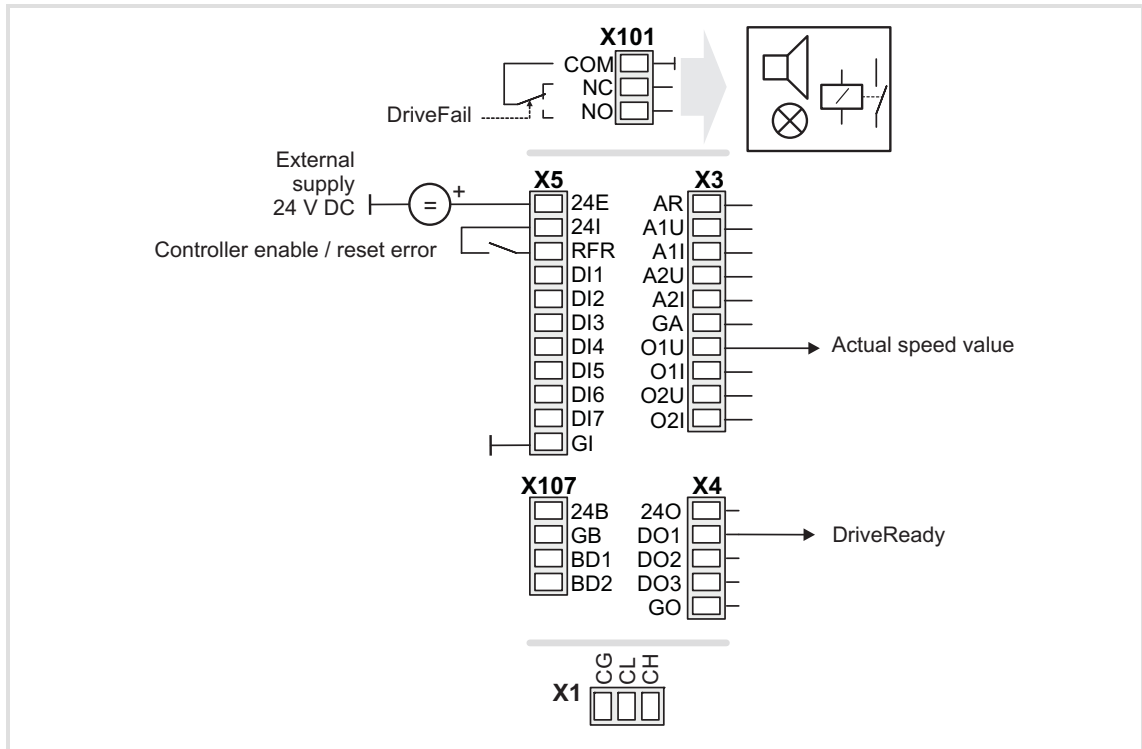 X101
COM
NC
NO
DriveFail
External
supply
24 V DC
=
+
Controller enable / reset error
X5
24E
24I
RFR
DI1
DI2
DI3
DI4
DI5
DI6
DI7
GI
X3
AR
A1U
A1I
A2U
A2I
GA
O1U
O1I
O2U
O2I
Actual speed value
X107
24B
GB
BD1
BD2
X4
24O
DO1
DO2
DO3
GO
DriveReady
X1
CG
CL
CH